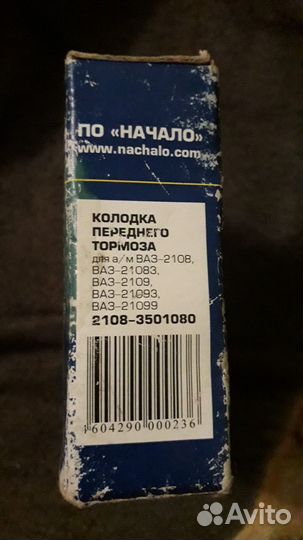 ПО «НАЧАЛО»
www.nachalo.com
КОЛОДКА
ПЕРЕДНЕГО
ТОРМОЗА
для а/м ВАЗ-2108,
ВАЗ-21083,
ВАЗ-2109,
ВАЗ-21093,
ВАЗ-21099
2108-3501080
4604290 000236
Avito